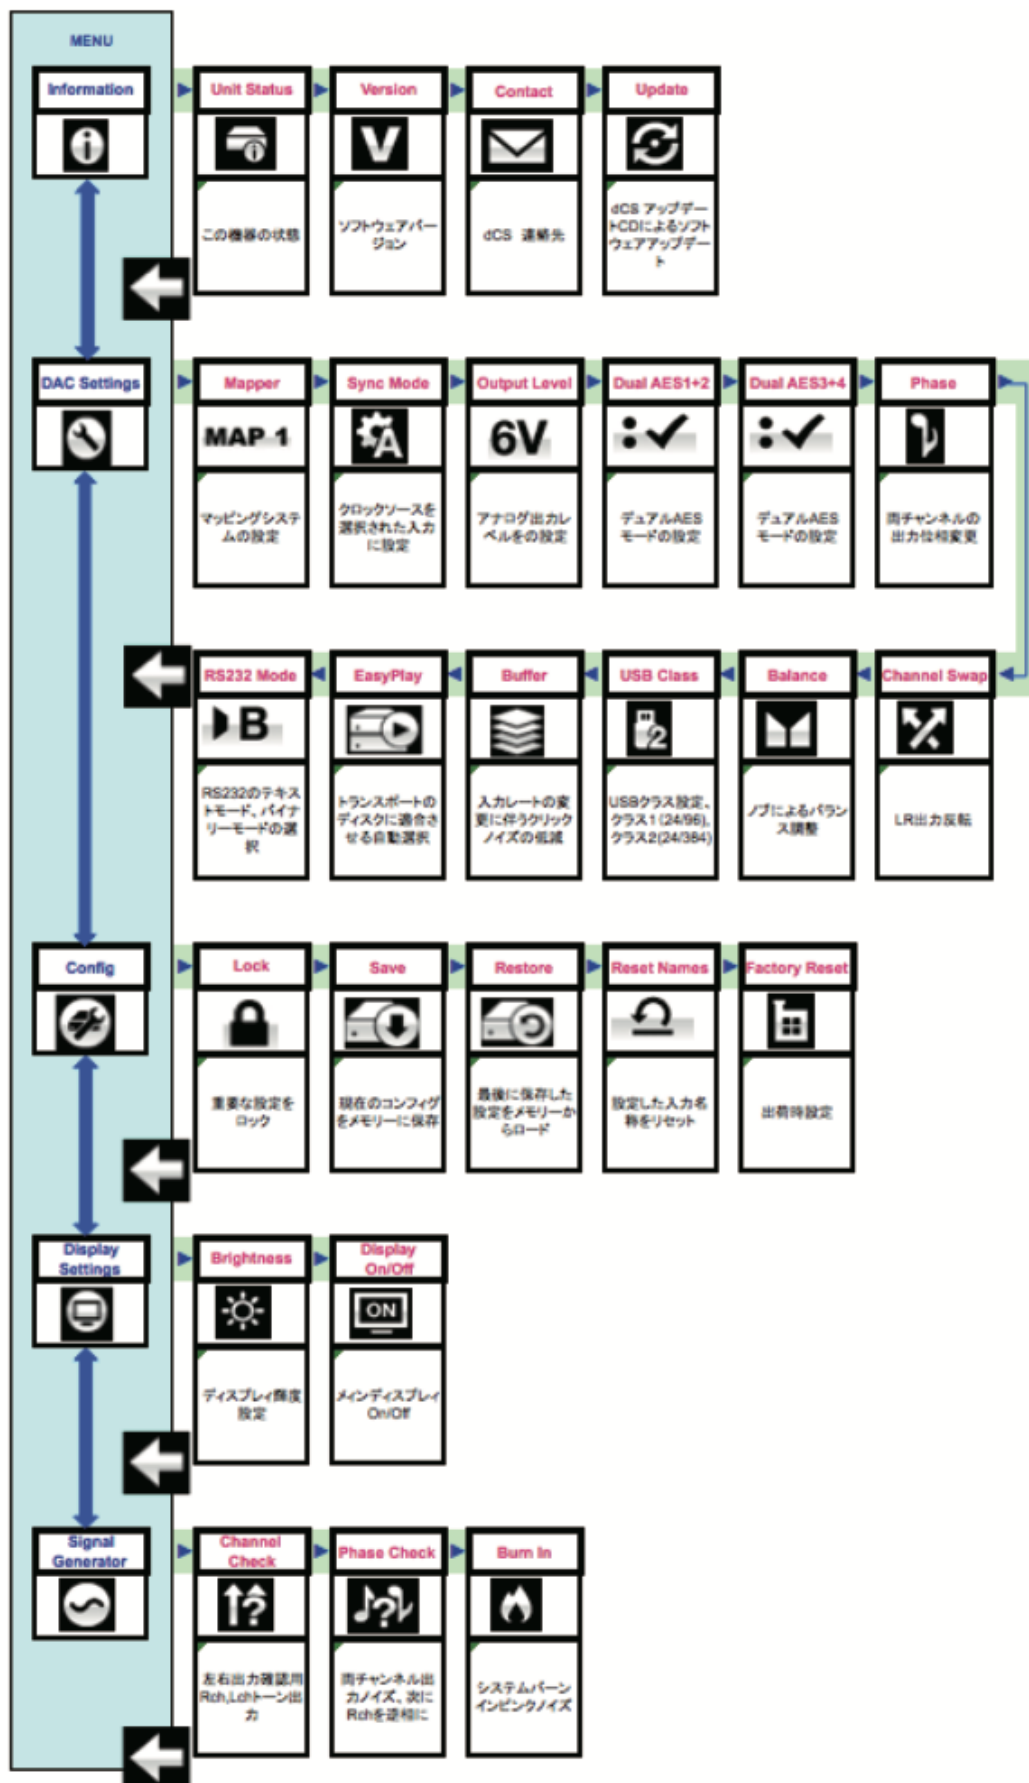 MENU
Information
Unit Status
Version
Contact
Update
この機器の状態
ソフトウェアバー
ジョン
dCS 連絡先
dCS アップデー
トCDによるソフト
ウェアアップデー
ト
DAC Settings
Mapper
Sync Mode
Output Level
Dual AES1+2
Dual AES3+4
Phase
MAP 1
A
6V
マッピングシステ
ムの設定
クロックソースを
選択された入力
に設定
アナログ出力レ
ベルをの設定
デュアルAES
モードの設定
デュアルAES
モードの設定
両チャンネルの
出力位相変更
RS232 Mode
EasyPlay
Buffer
USB Class
Balance
Channel Swap
B
2
RS232のテキス
トモード、バイナ
リーモードの選
択
トランスポートの
ディスクに適合さ
せる自動選択
入力レートの変
更に伴うクリック
ノイズの低減
USBクラス設定、
クラス1(24/96),
クラス2(24/384)
ノブによるバラン
ス調整
LR出力反転
Config
Lock
Save
Restore
Reset Names
Factory Reset
重要な設定を
ロック
現在のコンフィグ
をメモリーに保存
最後に保存した
設定をメモリーか
らロード
設定した入力名
称をリセット
出荷時設定
Display
Settings
Brightness
Display
On/Off
ON
ディスプレィ輝度
設定
メィンディスプレィ
On/Off
Signal
Generator
Channel
Check
Phase Check
Burn In
?
?
左右出力確認用
Rch,Lchトーン出
力
両チャンネル出
力ノイズ、次に
Rchを逆相に
システムバーン
インピンクノイズ